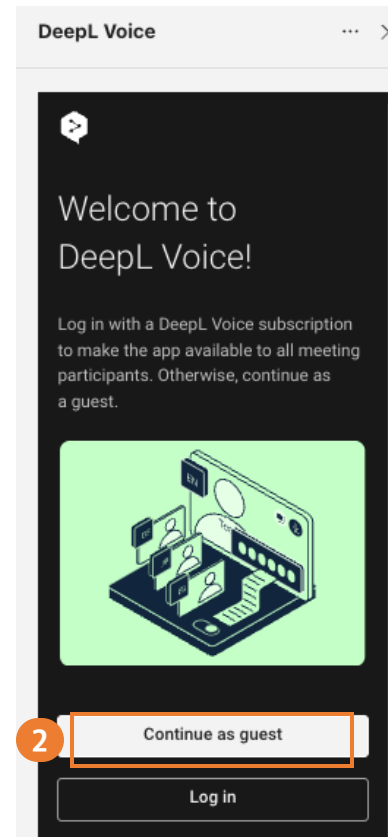 DeepL Voice
Welcome to
DeepL Voice!
Log in with a DeepL Voice subscription
to make the app available to all meeting
participants. Otherwise, continue as
a guest.
EN
2
Continue as guest
Log in